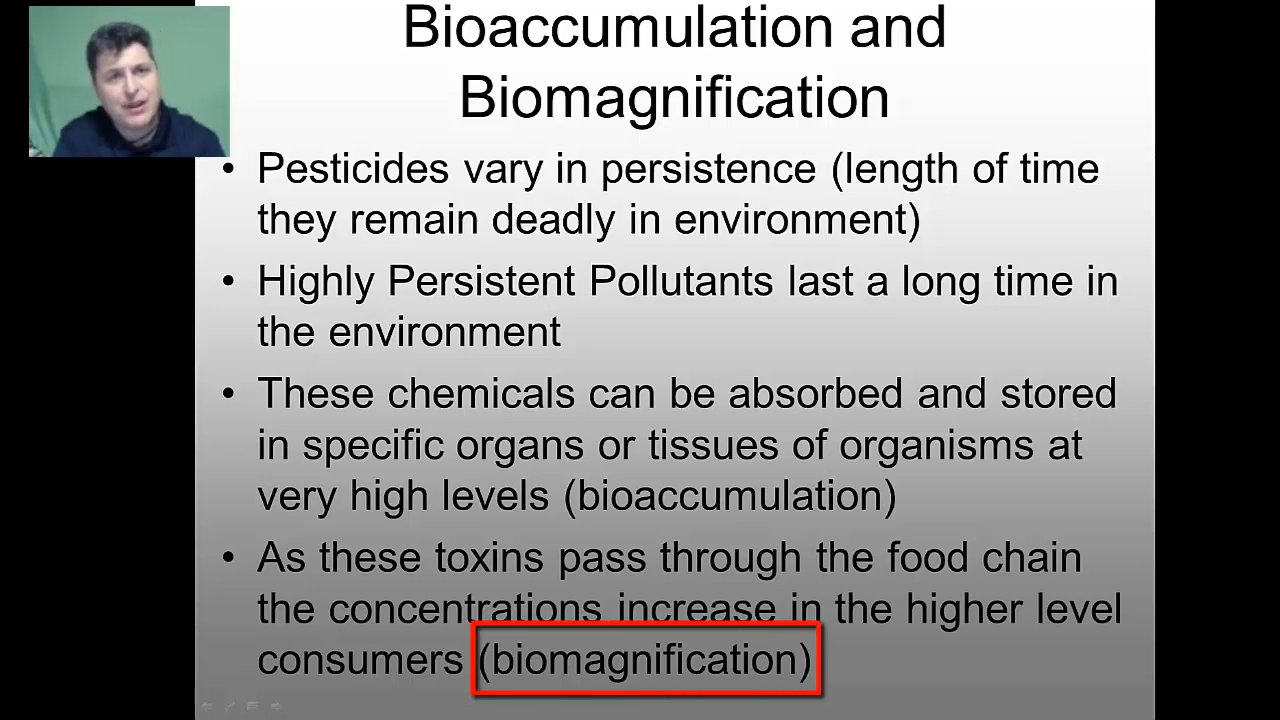 Bioaccumulation and
Biomagnification
• Pesticides vary in persistence (length of time
they remain deadly in environment)
• Highly Persistent Pollutants last a long time in
the environment
• These chemicals can be absorbed and stored
in specific organs or tissues of organisms at
very high levels (bioaccumulation)
• As these toxins pass through the food chain
the concentrations increase in the higher level
consumers (biomagnification)